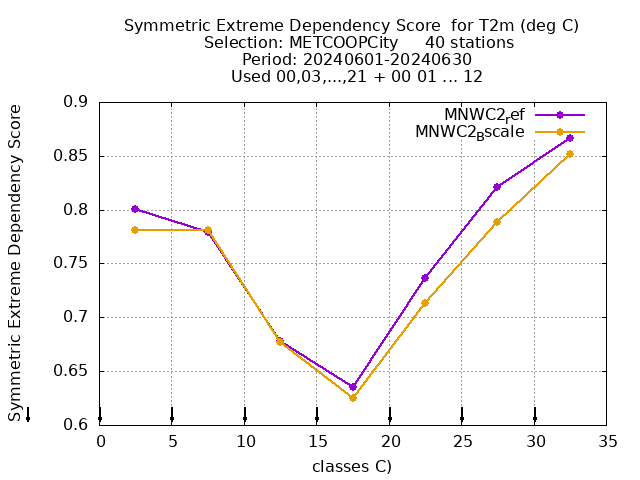 Symmetric Extreme Dependency Score for T2m (deg C)
Selection: METCOOPCity 40 stations
Period: 20240601-20240630
Used 00,03,...,21 + 00 01 ... 12
MNWC2ref
MNWC2Bscale
Symmetric Extreme Dependency Score
0.9
0.85
0.8
0.75
0.7
0.65
0.6
0 5 10 15 20 25 30 35
classes C)